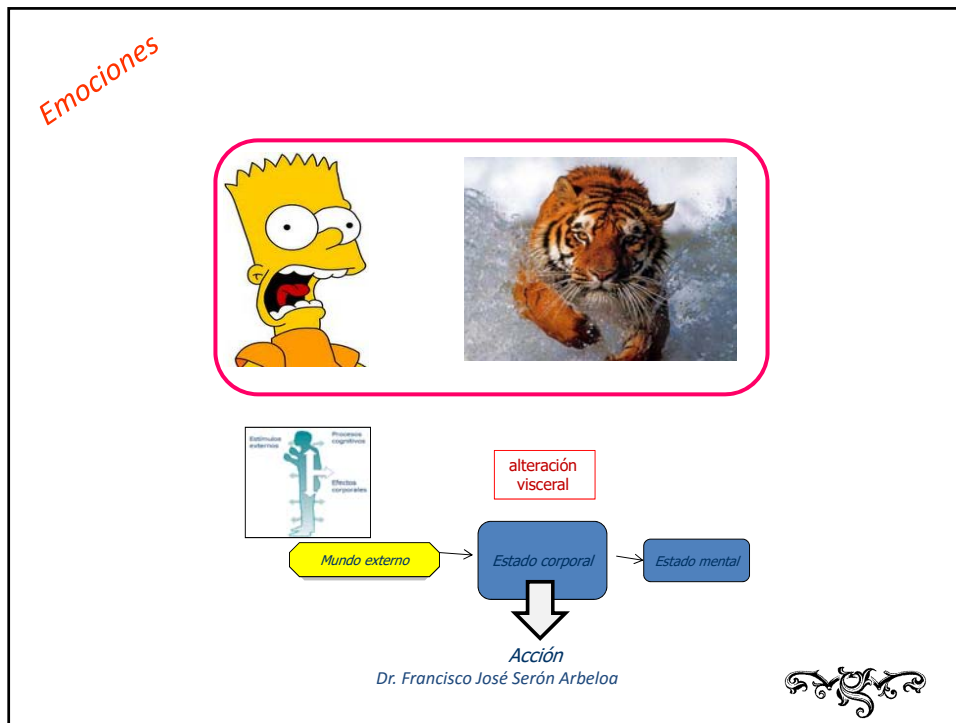 Emociones
Estímulos
externos
Procesos
cognitivos
Efectos
corporales
alteración
visceral
Mundo externo
Estado corporal
Estado mental
Acción
Dr. Francisco José Serón Arbeloa